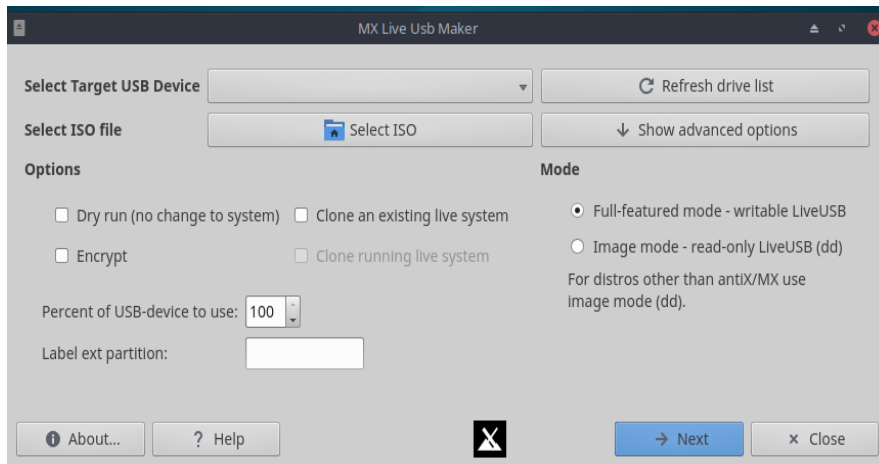 MX Live Usb Maker
Select Target USB Device
Refresh drive list
Select ISO file
Select ISO
Show advanced options
Options
Mode
Dry run (no change to system)
Clone an existing live system
Full-featured mode - writable LiveUSB
Encrypt
Clone running live system
Image mode - read-only LiveUSB (dd)
For distros other than antiX/MX use
image mode (dd).
Percent of USB-device to use: 100
Label ext partition:
About...
? Help
Next
Close